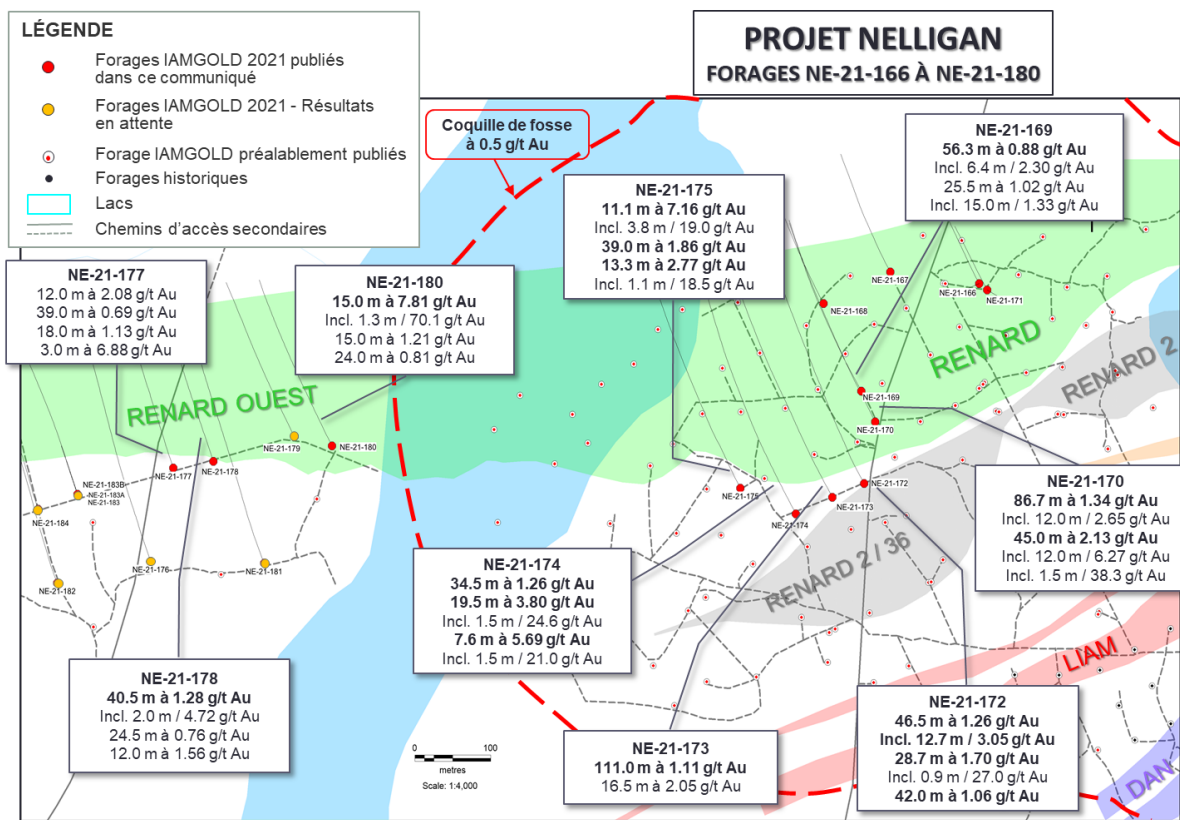 LÉGENDE
Forages IAMGOLD 2021 publiés
dans ce communiqué
Forages IAMGOLD 2021 - Résultats
en attente
Forage IAMGOLD préalablement publiés
Forages historiques
Lacs
Chemins d'accès secondaires
PROJET NELLIGAN
FORAGES NE-21-166 À NE-21-180
Coquille de fosse
à 0.5 g/t Au
NE-21-169
56.3 m à 0.88 g/t Au
Incl. 6.4 m / 2.30 g/t Au
25.5 m à 1.02 g/t Au
Incl. 15.0 m / 1.33 g/t Au
NE-21-175
11.1 m à 7.16 g/t Au
Incl. 3.8 m / 19.0 g/t Au
39.0 m à 1.86 g/t Au
13.3 m à 2.77 g/t Au
Incl. 1.1 m / 18.5 g/t Au
NE-21-177
12.0 m à 2.08 g/t Au
39.0 m à 0.69 g/t Au
18.0 m à 1.13 g/t Au
3.0 m à 6.88 g/t Au
NE-21-180
15.0 m à 7.81 g/t Au
Incl. 1.3 m / 70.1 g/t Au
15.0 m à 1.21 g/t Au
24.0 m à 0.81 g/t Au
NE-21-167
NE-21-166
NE-21-171
NE-21-168
RENARD
RENARD 2
RENARD OUEST
NE-21-169
NE-21-170
NE-21-179
NE-21-180
NE-21-177
NE-21-178
NE-21-183B
NE-21-183A
NE-21-183
NE-21-184
NE-21-175
NE-21-172
NE-21-173
NE-21-174
NE-21-176
NE-21-181
NE-21-182
RENARD 2 / 36
NE-21-170
86.7 m à 1.34 g/t Au
Incl. 12.0 m / 2.65 g/t Au
45.0 m à 2.13 g/t Au
Incl. 12.0 m / 6.27 g/t Au
Incl. 1.5 m / 38.3 g/t Au
NE-21-174
34.5 m à 1.26 g/t Au
19.5 m à 3.80 g/t Au
Incl. 1.5 m / 24.6 g/t Au
7.6 m à 5.69 g/t Au
Incl. 1.5 m / 21.0 g/t Au
LIAM
NE-21-178
40.5 m à 1.28 g/t Au
Incl. 2.0 m / 4.72 g/t Au
24.5 m à 0.76 g/t Au
12.0 m à 1.56 g/t Au
NE-21-172
46.5 m à 1.26 g/t Au
Incl. 12.7 m / 3.05 g/t Au
28.7 m à 1.70 g/t Au
Incl. 0.9 m / 27.0 g/t Au
42.0 m à 1.06 g/t Au
NE-21-173
111.0 m à 1.11 g/t Au
16.5 m à 2.05 g/t Au
0 100
metres
Scale: 1:4,000
DAN